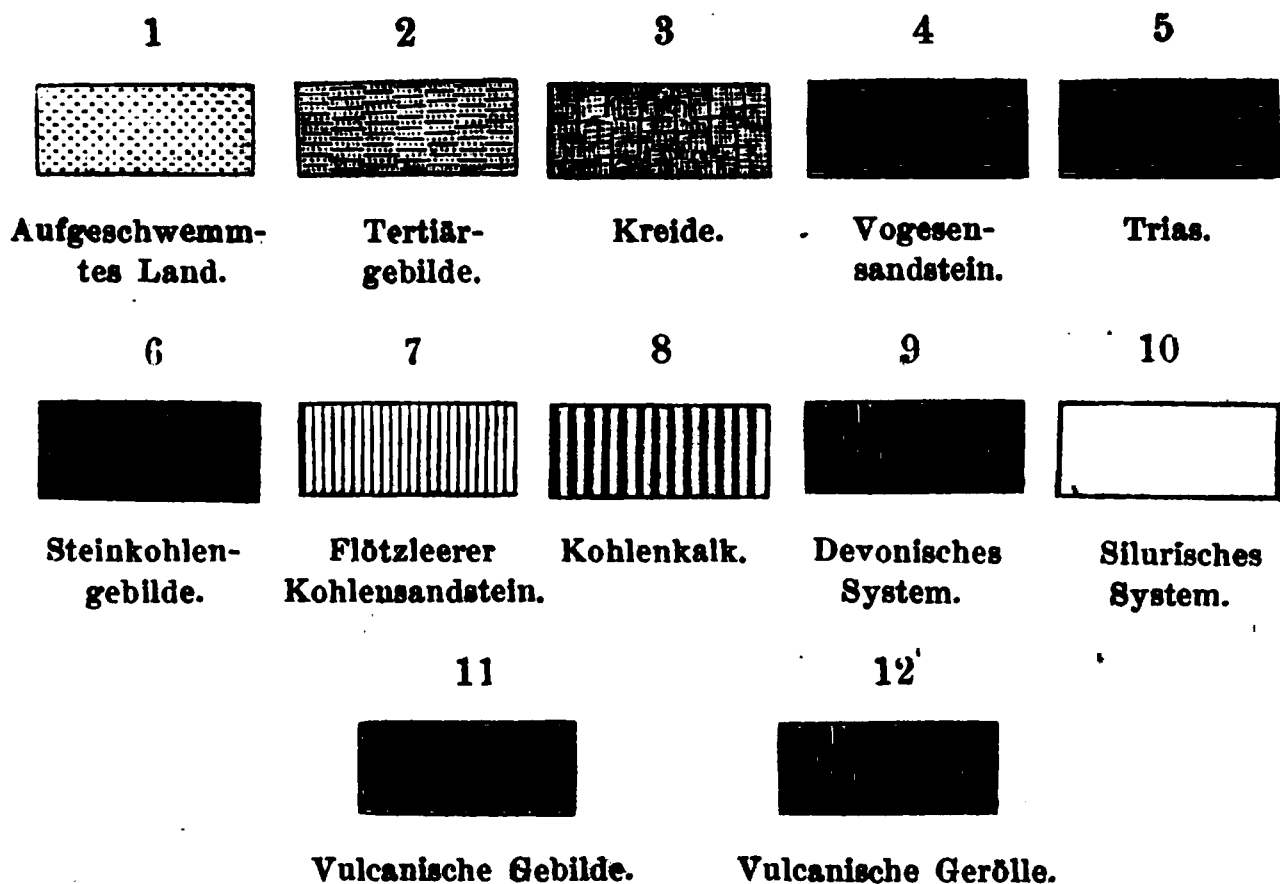 1 2 3 4 5
Aufgeschwemm- Tertiär- Kreide. Vogesen- Trias.
tes Land. gebilde. sandstein.
6 7 8 9 10
Steinkohlen- Flötzleerer Kohlenkalk. Devonisches Silurisches
gebilde. Kohlensandstein. System. System.
11 12
Vulcanische Gebilde. Vulcanische Gerölle.